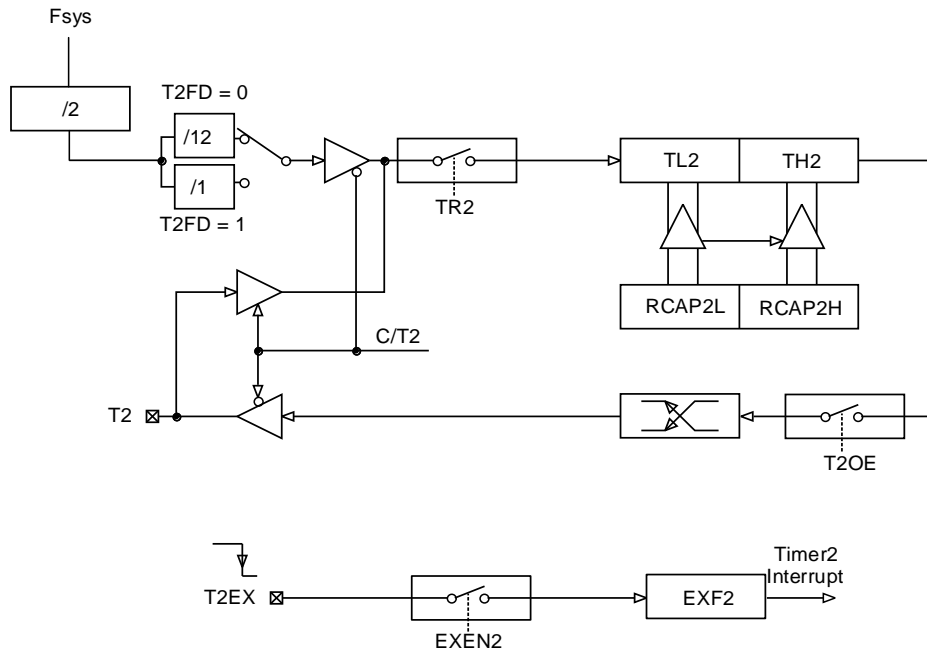 Fsys
/2
T2FD = 0
/12
/1
T2FD = 1
TR2
TL2
TH2
RCAP2L
RCAP2H
C/T2
T2
T2OE
T2EX
EXEN2
EXF2
Timer2
Interrupt